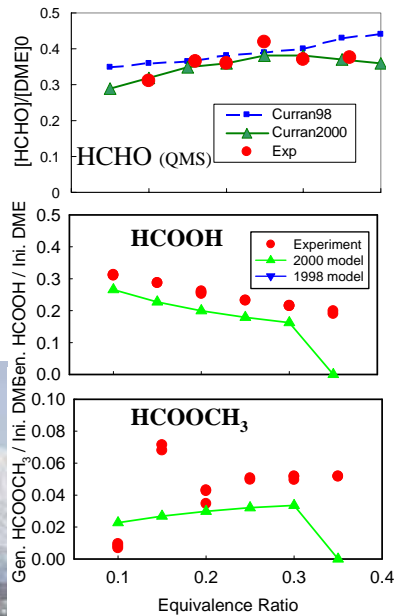 [HCHO]/[DME]0
0.5
0.4
0.3
0.2
0.1
0
Curran98
Curran2000
Exp
HCHO (QMS)
Gen. HCOOH / Ini. DME
0.5
0.4
0.3
0.2
0.1
0.0
HCOOH
Experiment
2000 model
1998 model
Gen. HCOOCH3 / Ini. DME
0.10
0.08
0.06
0.04
0.02
0.00
HCOOCH3
0.1 0.2 0.3 0.4
Equivalence Ratio